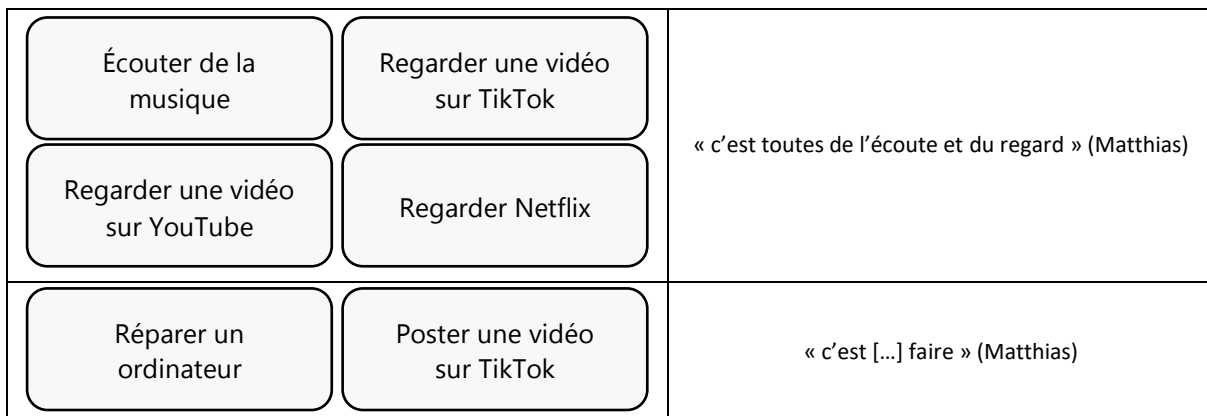 Écouter de la
musique
Regarder une vidéo
sur TikTok
Regarder une vidéo
sur YouTube
Regarder Netflix
« c’est toutes de l’écoute et du regard » (Matthias)
Réparer un
ordinateur
Poster une vidéo
sur TikTok
« c’est […] faire » (Matthias)